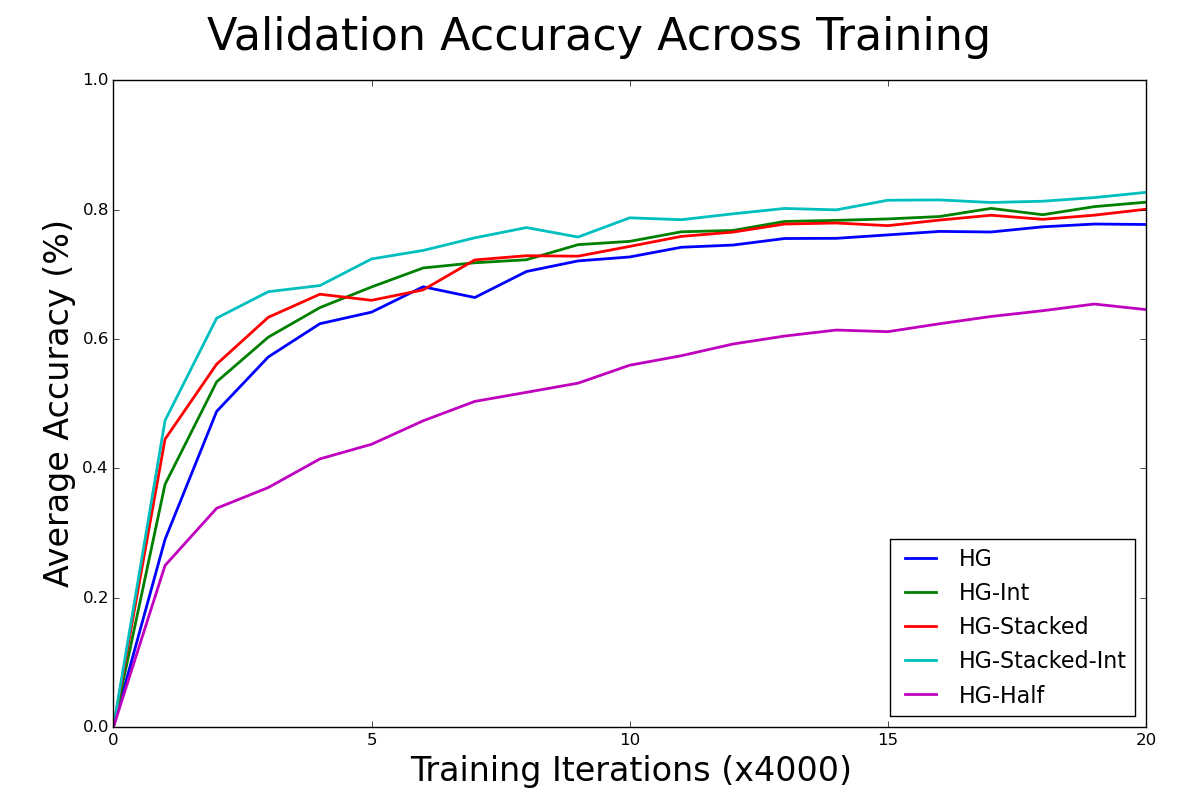 Validation Accuracy Across Training
Average Accuracy (%)
1.0
0.8
0.6
0.4
0.2
0.0
0 5 10 15 20
Training Iterations (x4000)
HG
HG-Int
HG-Stacked
HG-Stacked-Int
HG-Half